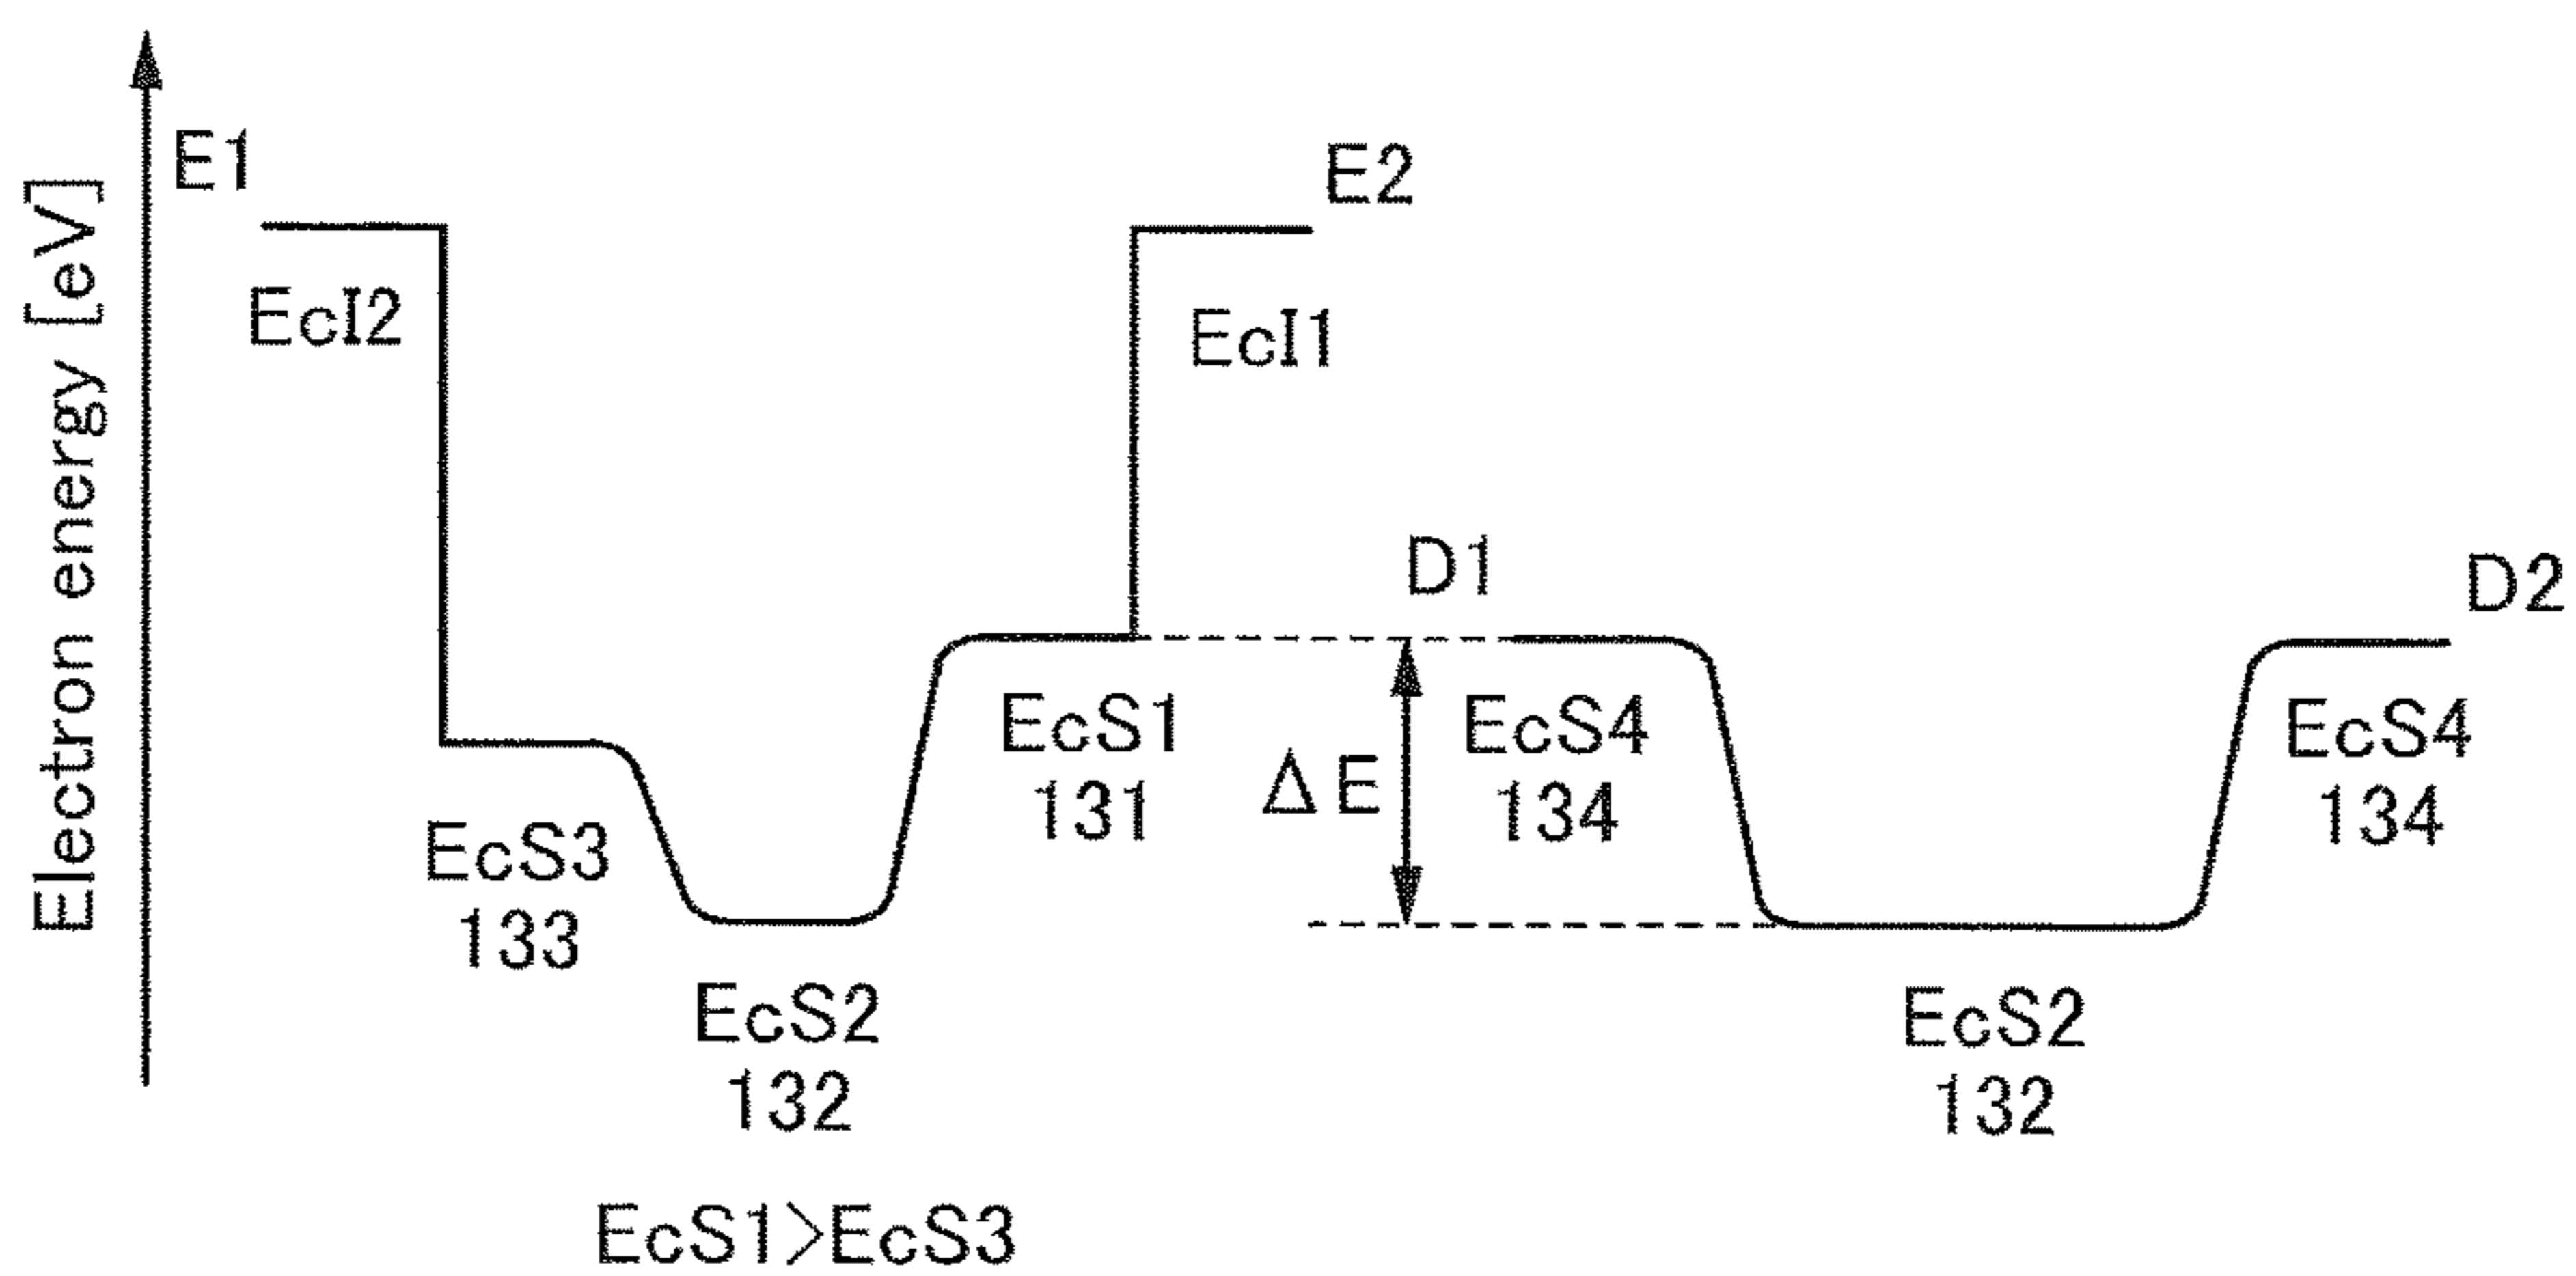 Electron energy [eV]
E1
EcI2
E2
EcI1
EcS3
133
EcS2
132
EcS1
131
EcS1>EcS3
D1
ΔE
EcS4
134
D2
EcS4
134
EcS2
132